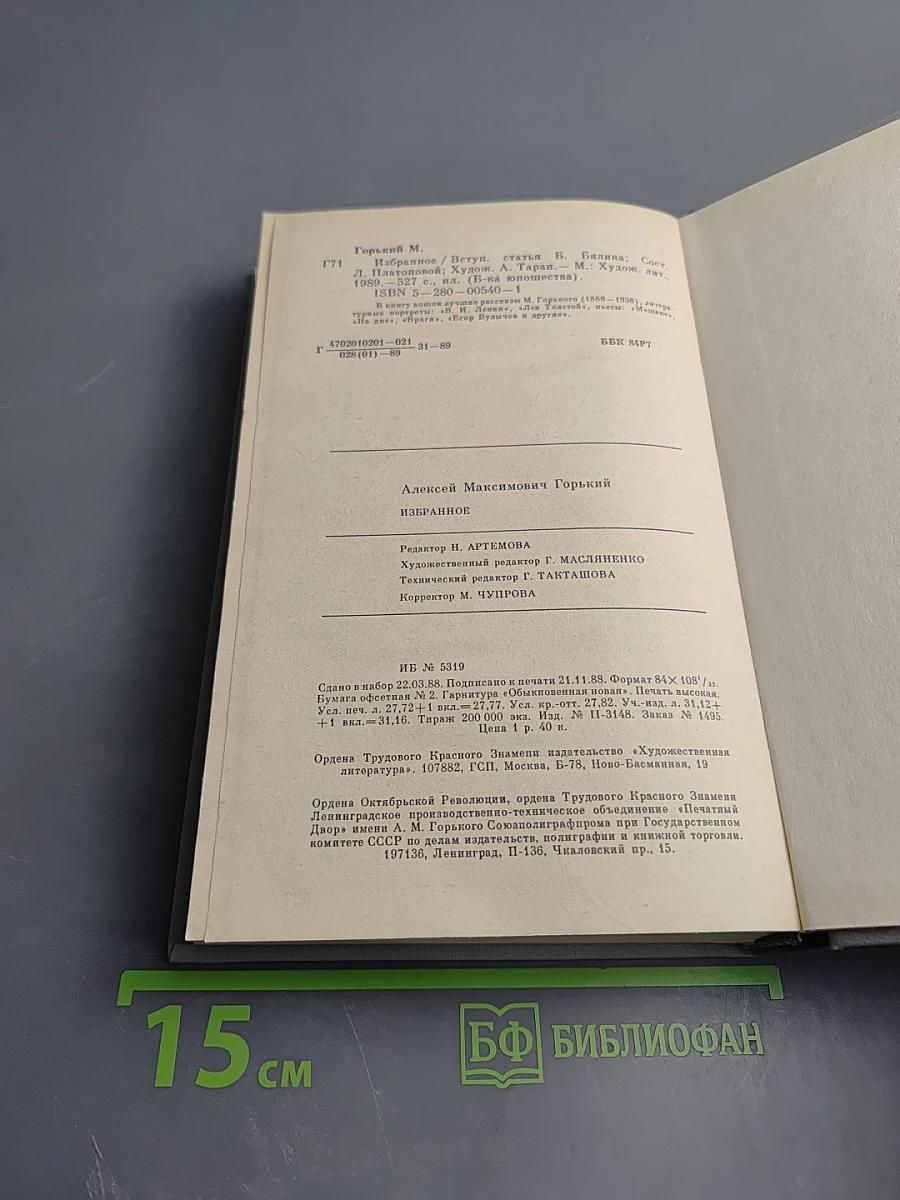 Горький М.
Г71 Избранное / Вступ. статья Б. Бялика; Сост.
Л. Платоновой; Худож. А. Таран.— М.: Худож. лит.,
1989.—527 с., ил. (Б-ка юношества).
ISBN 5—280—00540—1
В книгу вошли лучшие рассказы М. Горького (1868—1936), литера-
турные портреты: «В. И. Ленин», «Лев Толстой», пьесы: «Мещане»,
«На дне», «Враги», «Егор Булычов и другие».
Г 4702010201—021 31—89 ББК 84Р7
028(01)—89
Алексей Максимович Горький
ИЗБРАННОЕ
Редактор Н. АРТЕМОВА
Художественный редактор Г. МАСЛЯНЕНКО
Технический редактор Г. ТАКТАШОВА
Корректор М. ЧУПРОВА
ИБ № 5319
Сдано в набор 22.03.88. Подписано к печати 21.11.88. Формат 84×108¹/₃₂.
Бумага офсетная № 2. Гарнитура «Обыкновенная новая». Печать высокая.
Усл. печ. л. 27,72+1 вкл.=27,77. Усл. кр.-отт. 27,82. Уч.-изд. л. 31,12+
+1 вкл.=31,16. Тираж 200 000 экз. Изд. № II-3148. Заказ № 1495.
Цена 1 р. 40 к.
Ордена Трудового Красного Знамени издательство «Художественная
литература». 107882, ГСП, Москва, Б-78, Ново-Басманная, 19
Ордена Октябрьской Революции, ордена Трудового Красного Знамени
Ленинградское производственно-техническое объединение «Печатный
Двор» имени А. М. Горького Союзполиграфпрома при Государственном
комитете СССР по делам издательств, полиграфии и книжной торговли.
197136, Ленинград, П-136, Чкаловский пр., 15.
15 см
БФ БИБЛИОФАН